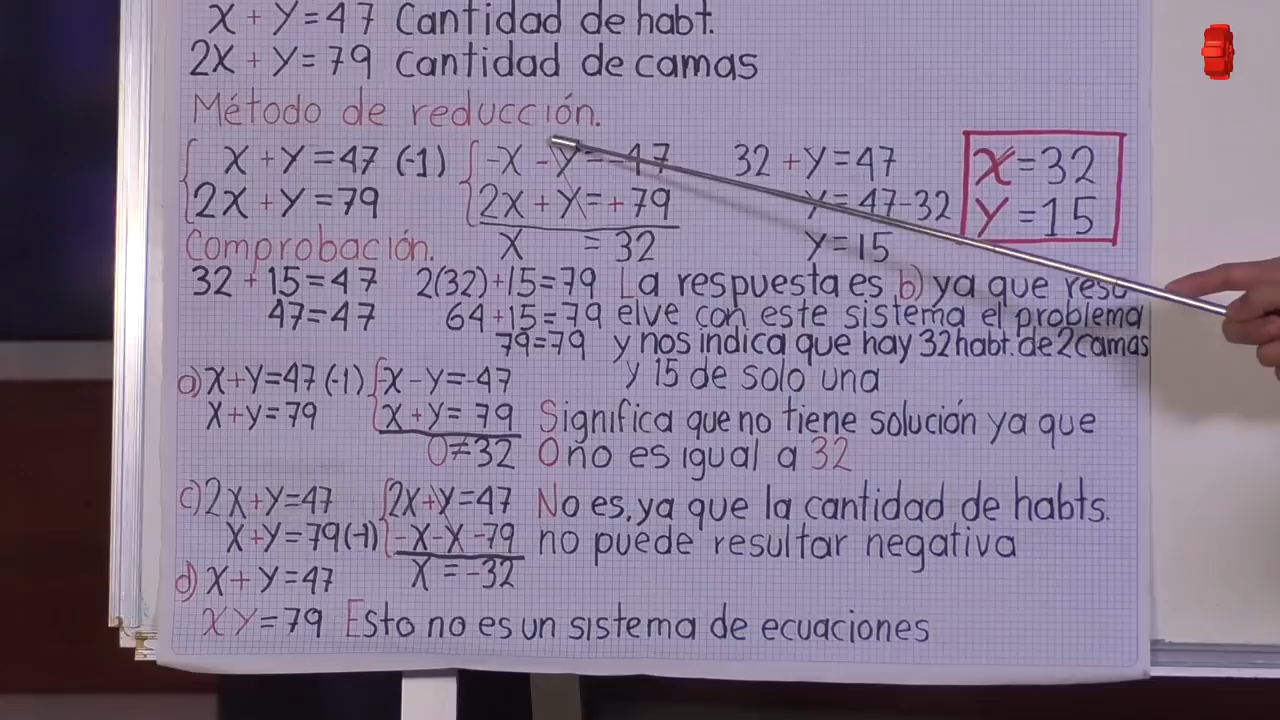 x + y = 47 Cantidad de habt.
2x + y = 79 Cantidad de camas
Método de reducción.
x + y = 47 (-1) -x - y = -47 32 + y = 47 x = 32
2x + y = 79 2x + y = + 79 y = 47 - 32 y = 15
Comprobación. x = 32 y = 15
32 + 15 = 47 2(32) + 15 = 79 La respuesta es b) ya que resu
47 = 47 64 + 15 = 79 elve con este sistema el problema
79 = 79 y nos indica que hay 32 habt. de 2 camas
y 15 de solo una
a) x + y = 47 (-1) -x - y = -47
x + y = 79 x + y = 79 Significa que no tiene solución ya que
0 ≠ 32 0 no es igual a 32
c) 2x + y = 47 2x + y = 47 No es, ya que la cantidad de habts.
x + y = 79 (-1) -x - y - 79 no puede resultar negativa
x = -32
d) x + y = 47
x y = 79 Esto no es un sistema de ecuaciones